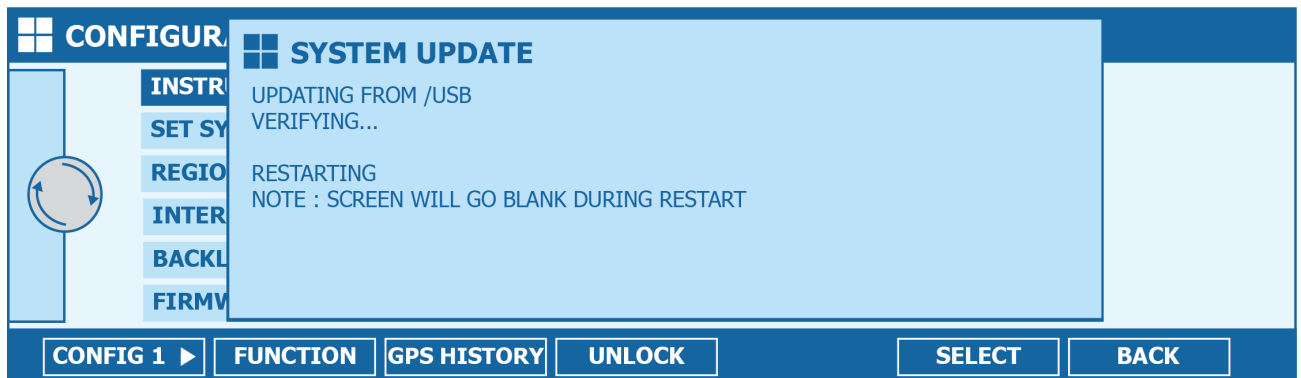 CONFIGURA
SYSTEM UPDATE
UPDATING FROM /USB
VERIFYING...
RESTARTING
NOTE : SCREEN WILL GO BLANK DURING RESTART
INSTRU
SET SY
REGIO
INTER
BACKL
FIRMW
CONFIG 1 ▶ FUNCTION GPS HISTORY UNLOCK SELECT BACK